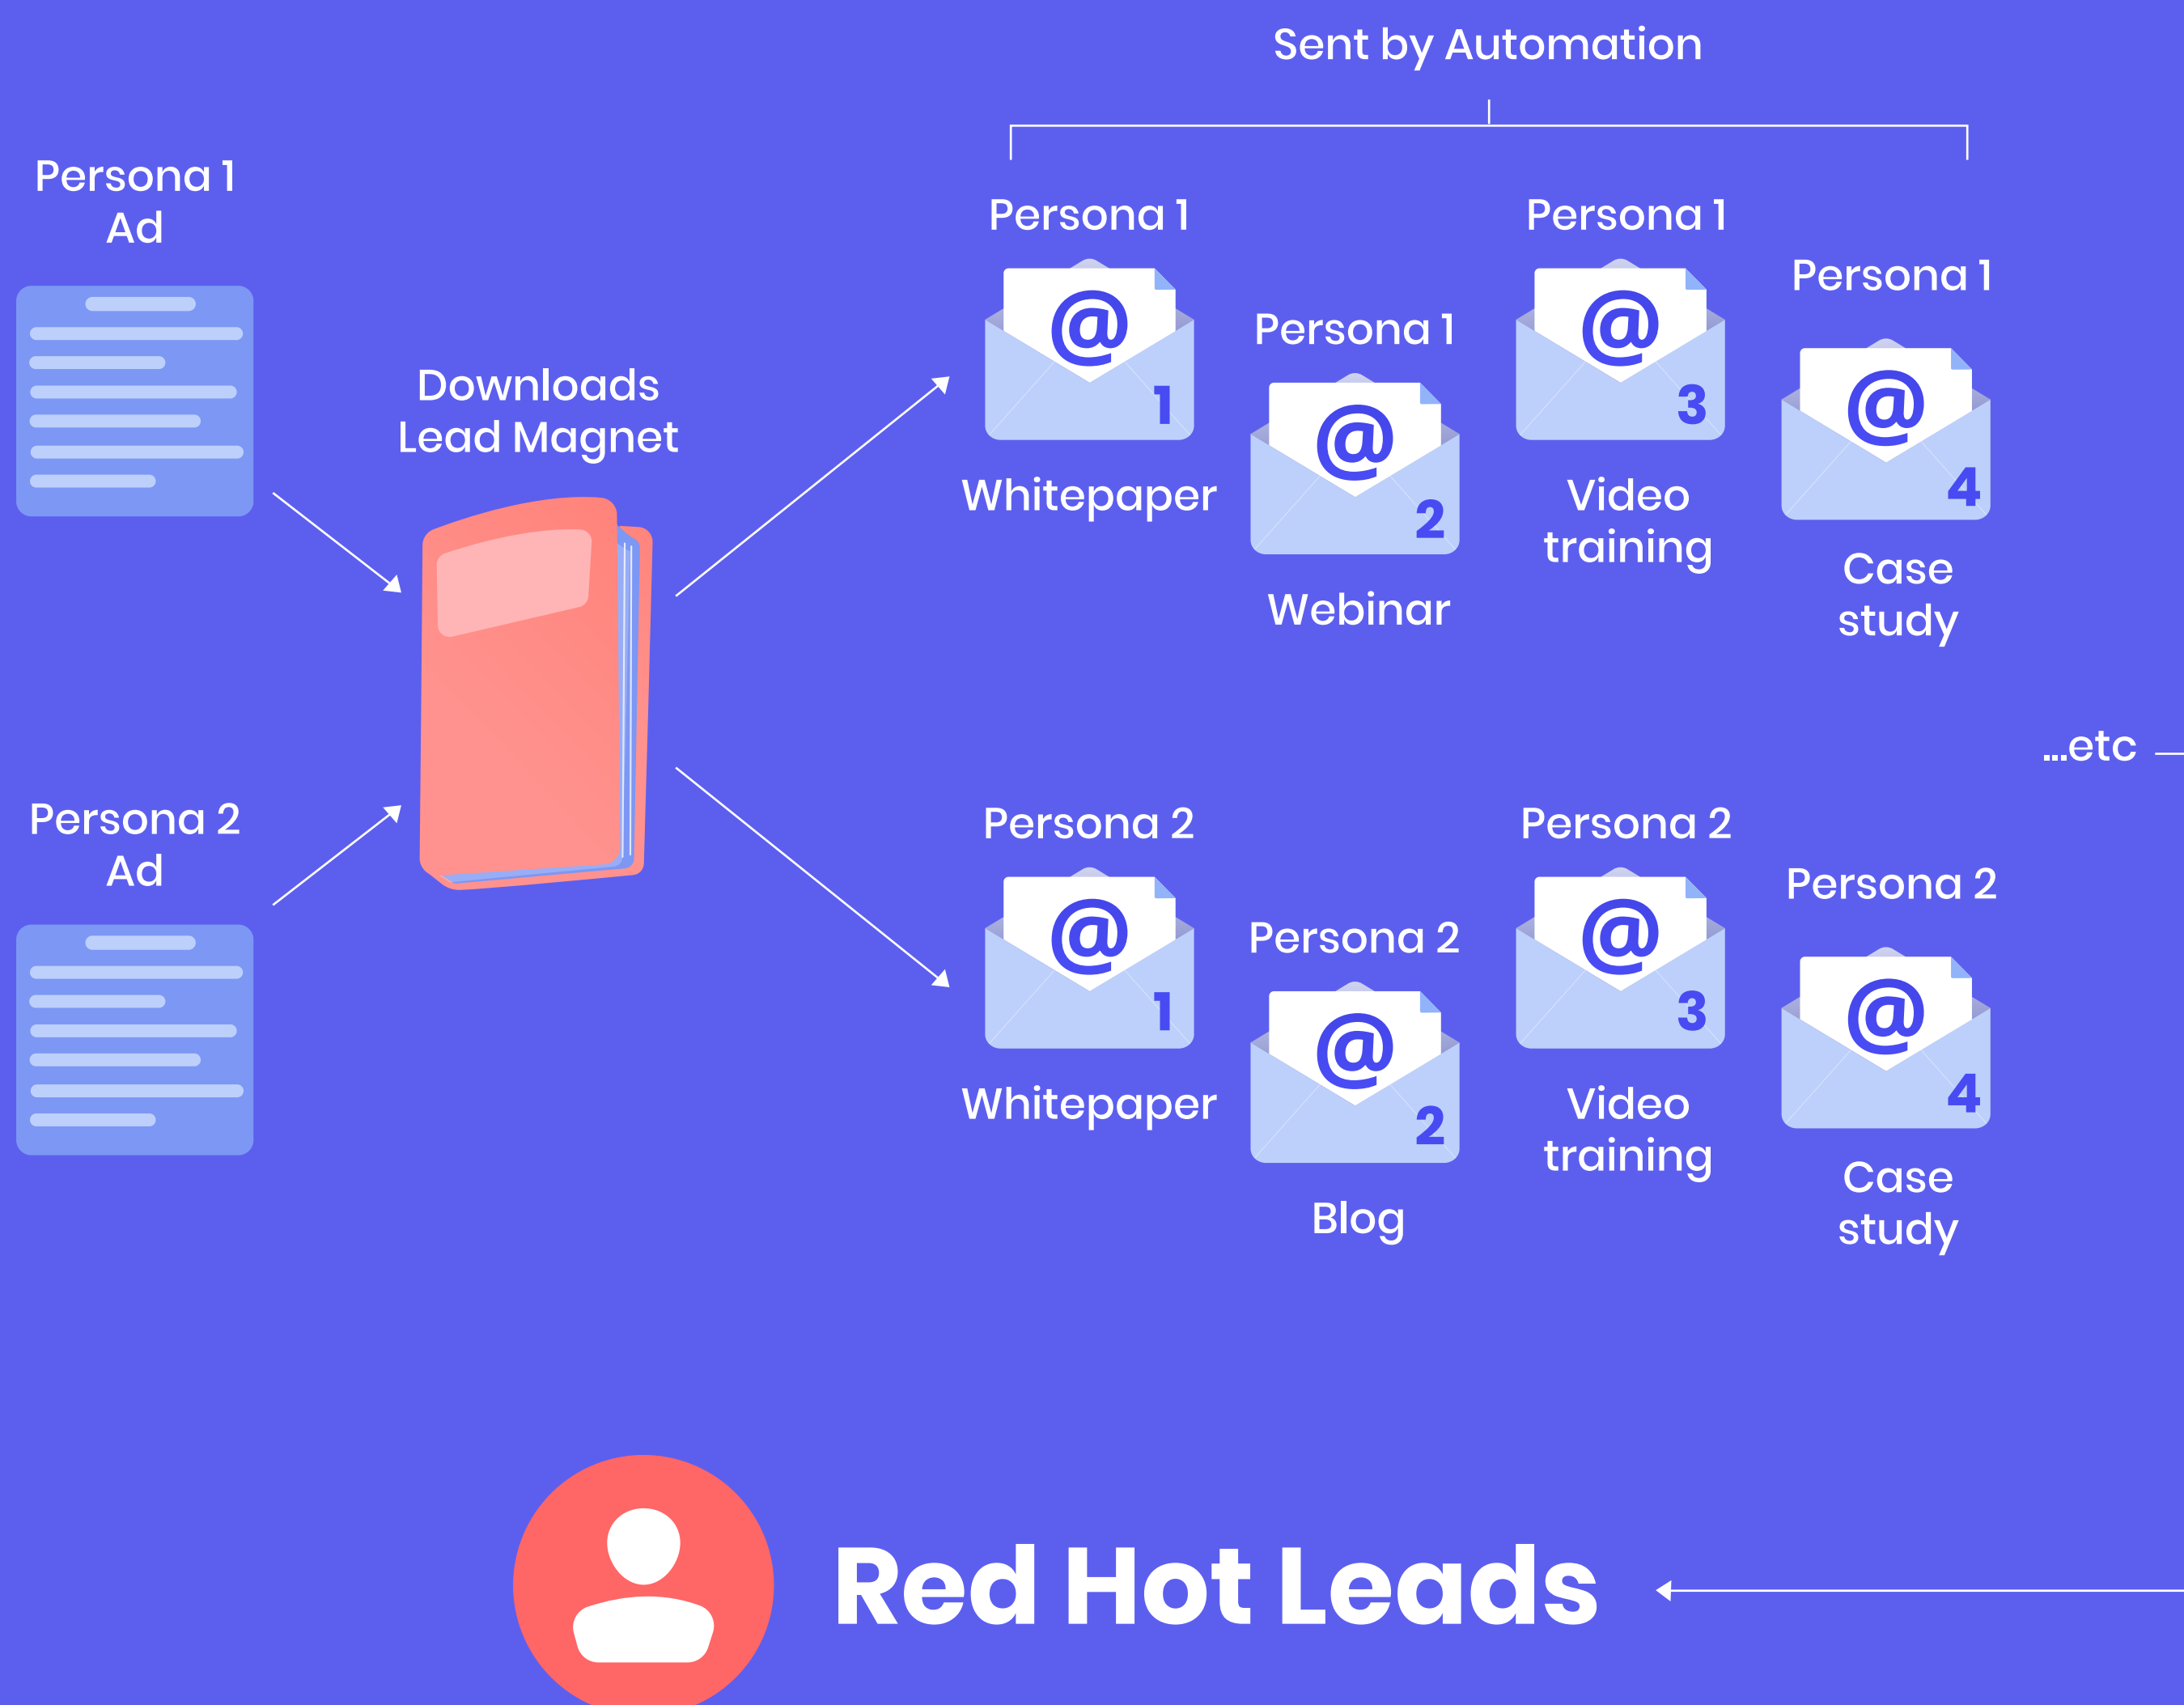 Sent by Automation
Persona 1
Ad
Downloads
Lead Magnet
Persona 1
@
1
Whitepaper
Persona 1
@
2
Webinar
Persona 1
@
3
Video
training
Persona 1
@
4
Case
study
...etc
Persona 2
Ad
Persona 2
@
1
Whitepaper
Persona 2
@
2
Blog
Persona 2
@
3
Video
training
Persona 2
@
4
Case
study
Red Hot Leads